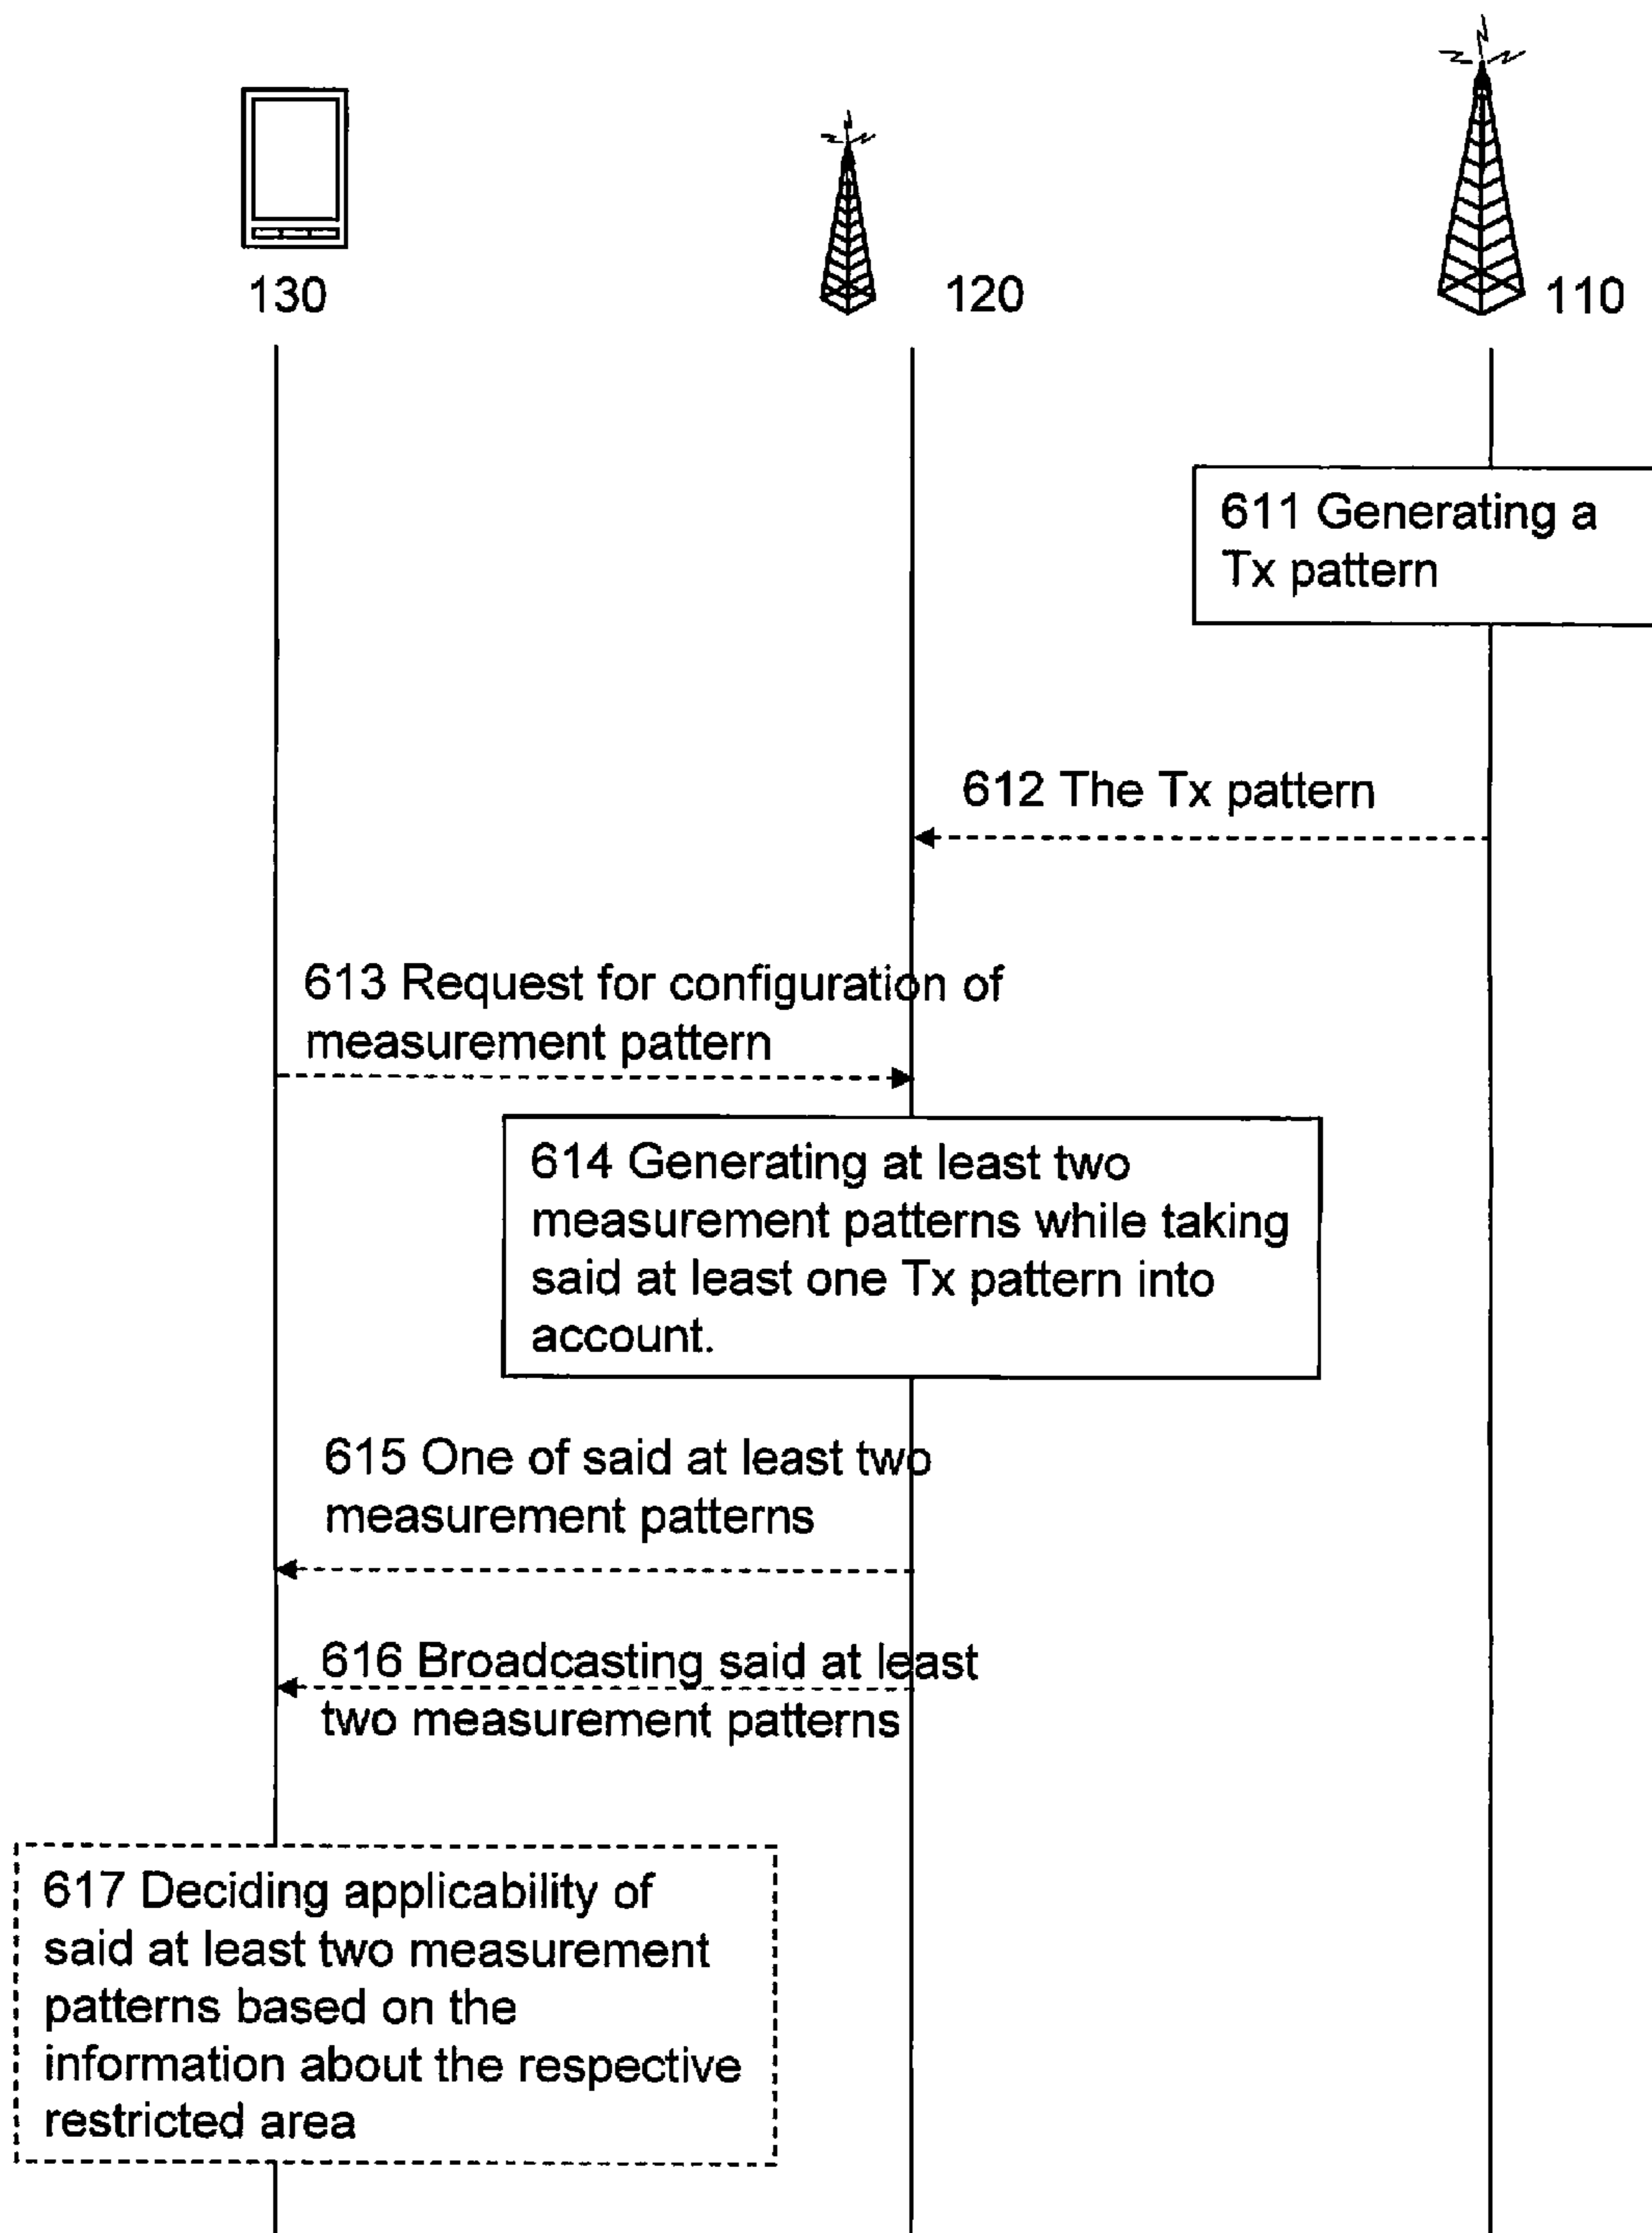 130
120
110
611 Generating a
Tx pattern
612 The Tx pattern
613 Request for configuration of
measurement pattern
614 Generating at least two
measurement patterns while taking
said at least one Tx pattern into
account.
615 One of said at least two
measurement patterns
616 Broadcasting said at least
two measurement patterns
617 Deciding applicability of
said at least two measurement
patterns based on the
information about the respective
restricted area